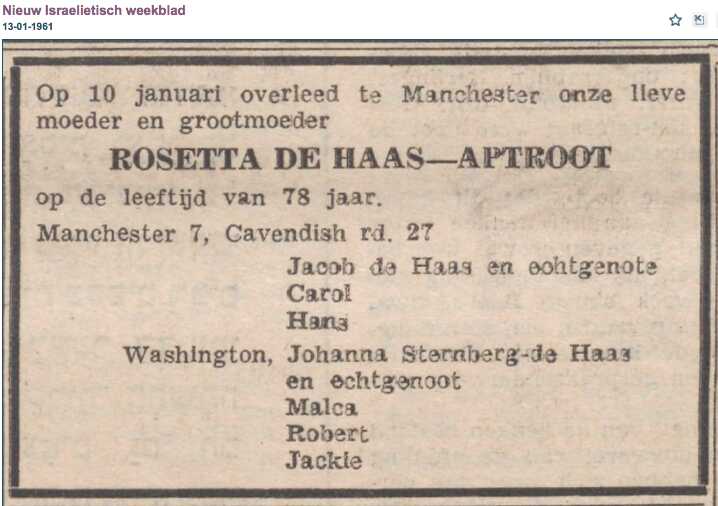 Nieuw Israelietisch weekblad
13-01-1961
Op 10 januari overleed te Manchester onze lieve
moeder en grootmoeder
ROSETTA DE HAAS—APTROOT
op de leeftijd van 78 jaar.
Manchester 7, Cavendish rd. 27
Jacob de Haas en echtgenote
Carol
Hans
Washington, Johanna Sternberg-de Haas
en echtgenoot
Malca
Robert
Jackie